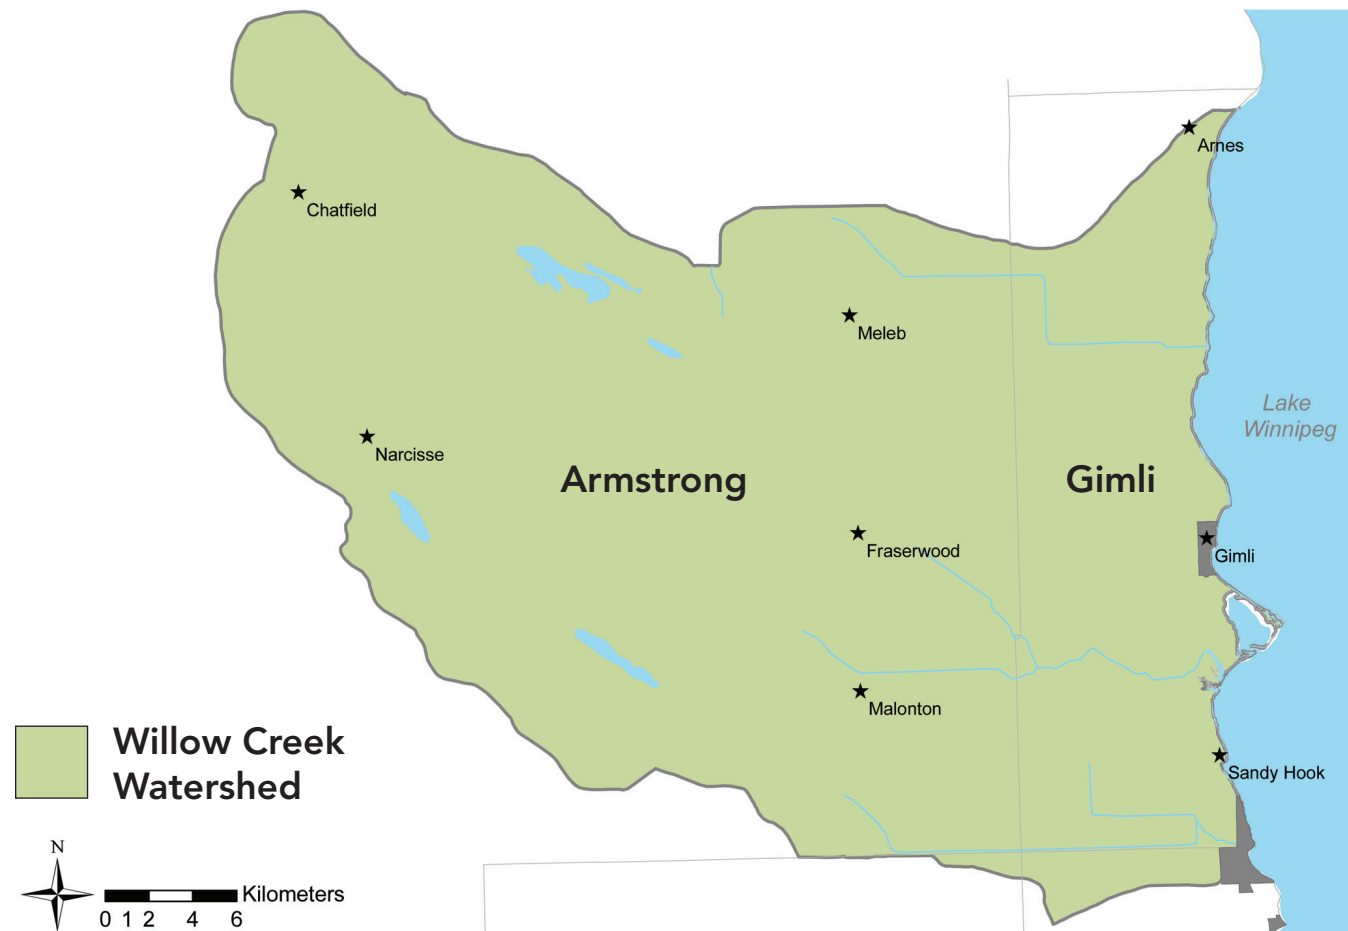 Arnes
Chatfield
Meleb
Lake
Winnipeg
Narcisse
Armstrong
Gimli
Fraserwood
Gimli
Malonton
Willow Creek
Watershed
Sandy Hook
N
Kilometers
0 1 2 4 6